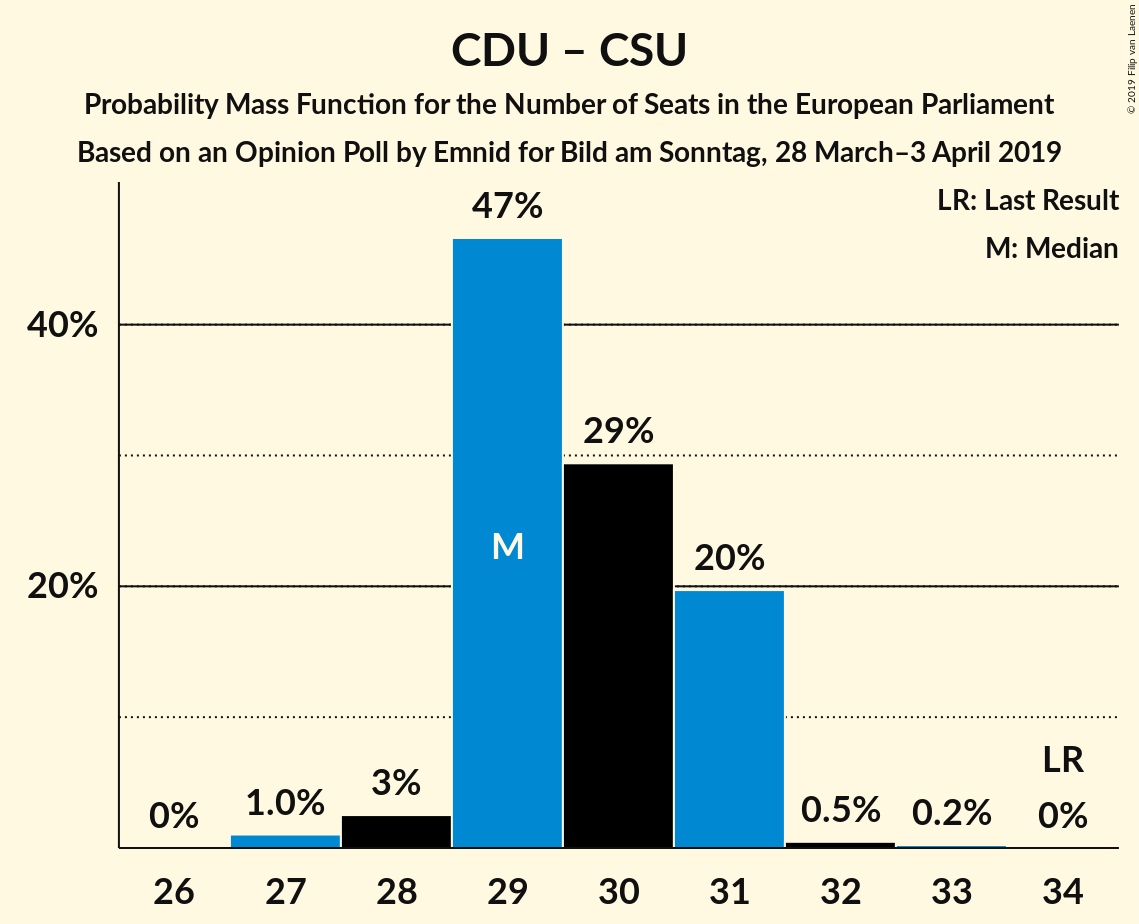 CDU – CSU
Probability Mass Function for the Number of Seats in the European Parliament
Based on an Opinion Poll by Emnid for Bild am Sonntag, 28 March–3 April 2019
© 2019 Filip van Laenen
LR: Last Result
M: Median
47%
40%
29%
M
20%
20%
LR
3%
1.0%
0.5%
0.2%
0%
0%
26 27 28 29 30 31 32 33 34